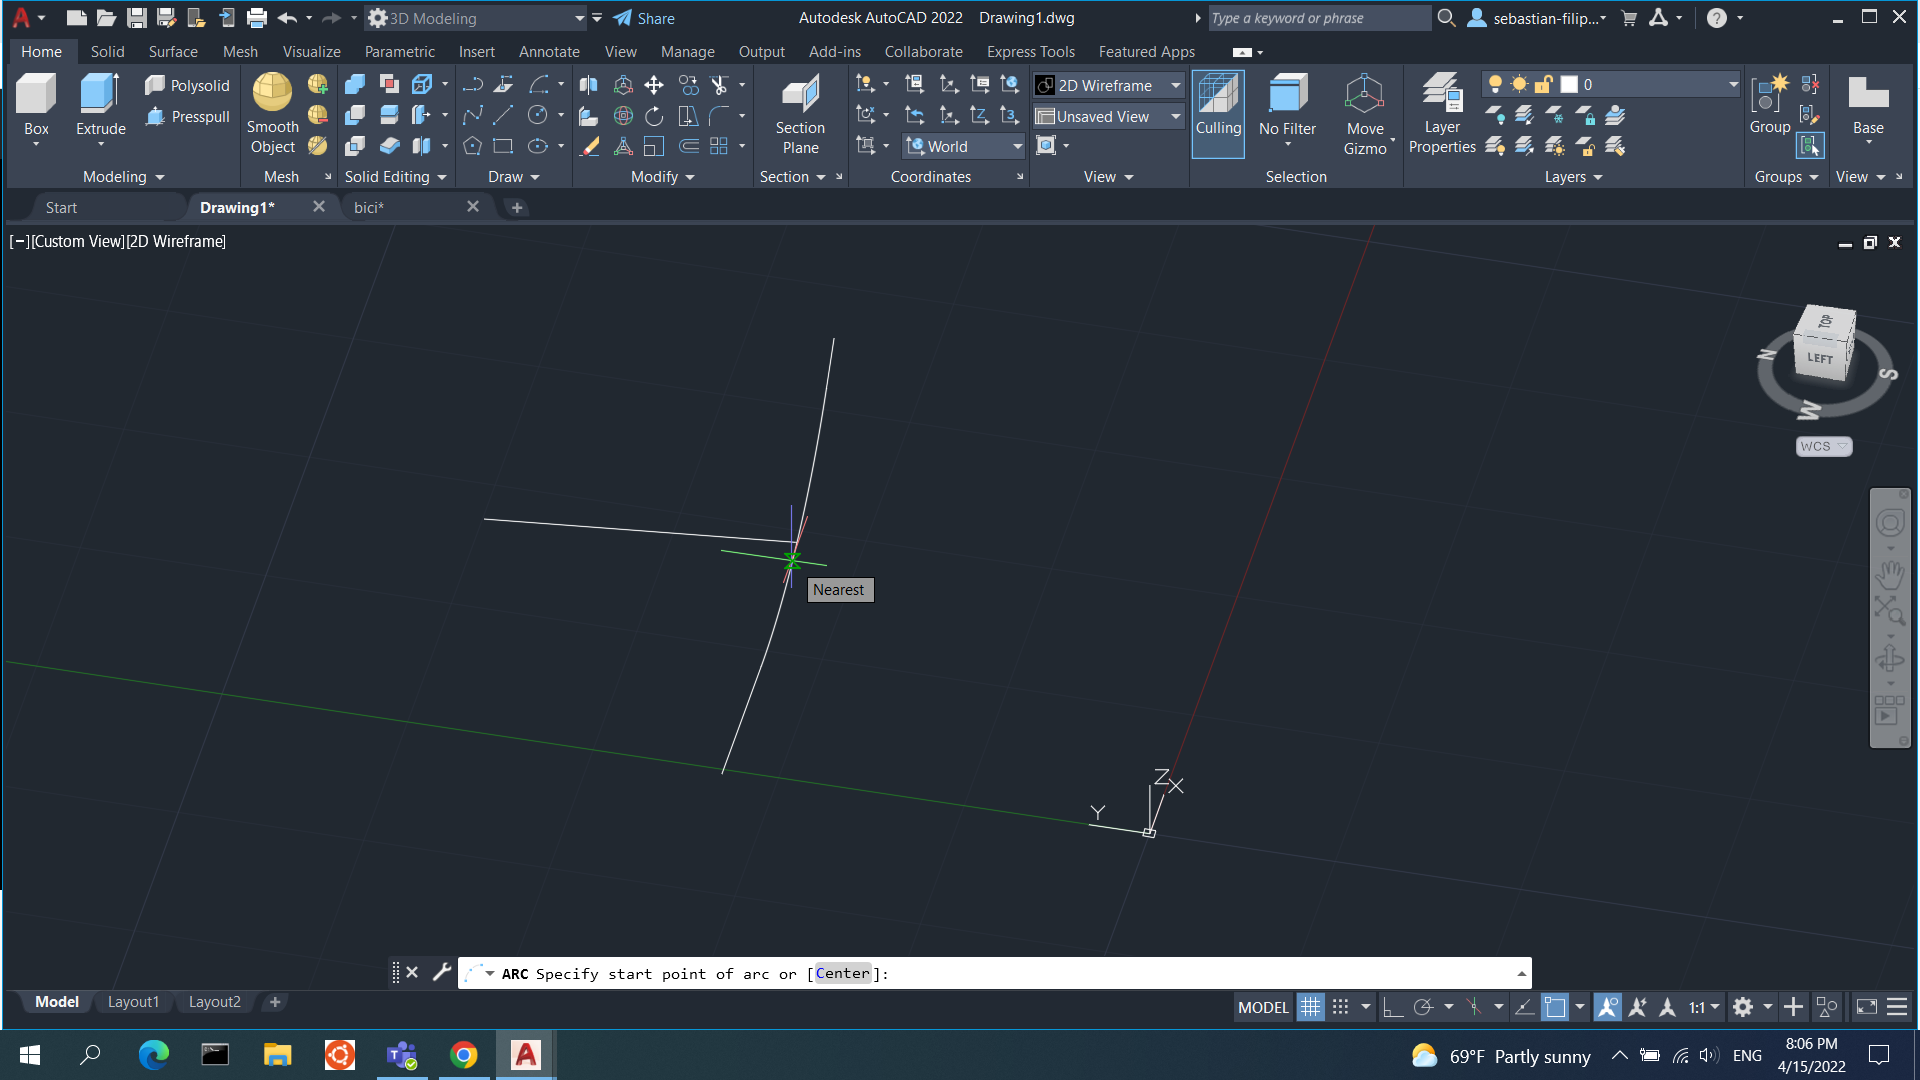 3D Modeling
Share
Autodesk AutoCAD 2022 Drawing1.dwg
Type a keyword or phrase
sebastian-filip...
Home Solid Surface Mesh Visualize Parametric Insert Annotate View Manage Output Add-ins Collaborate Express Tools Featured Apps
Box
Extrude
Polysolid
Presspull
Modeling
Smooth
Object
Mesh
Solid Editing
Draw
Modify
Section
Plane
Section
World
Coordinates
2D Wireframe
Unsaved View
View
Culling
No Filter
Move
Gizmo
Selection
Layer
Properties
0
Layers
Group
Groups
Base
View
Start
Drawing1*
bici*
[−][Custom View][2D Wireframe]
TOP
LEFT
N
S
W
WCS
Nearest
Z
X
Y
ARC Specify start point of arc or [Center]:
Model Layout1 Layout2
MODEL
1:1
69°F Partly sunny
ENG
8:06 PM
4/15/2022